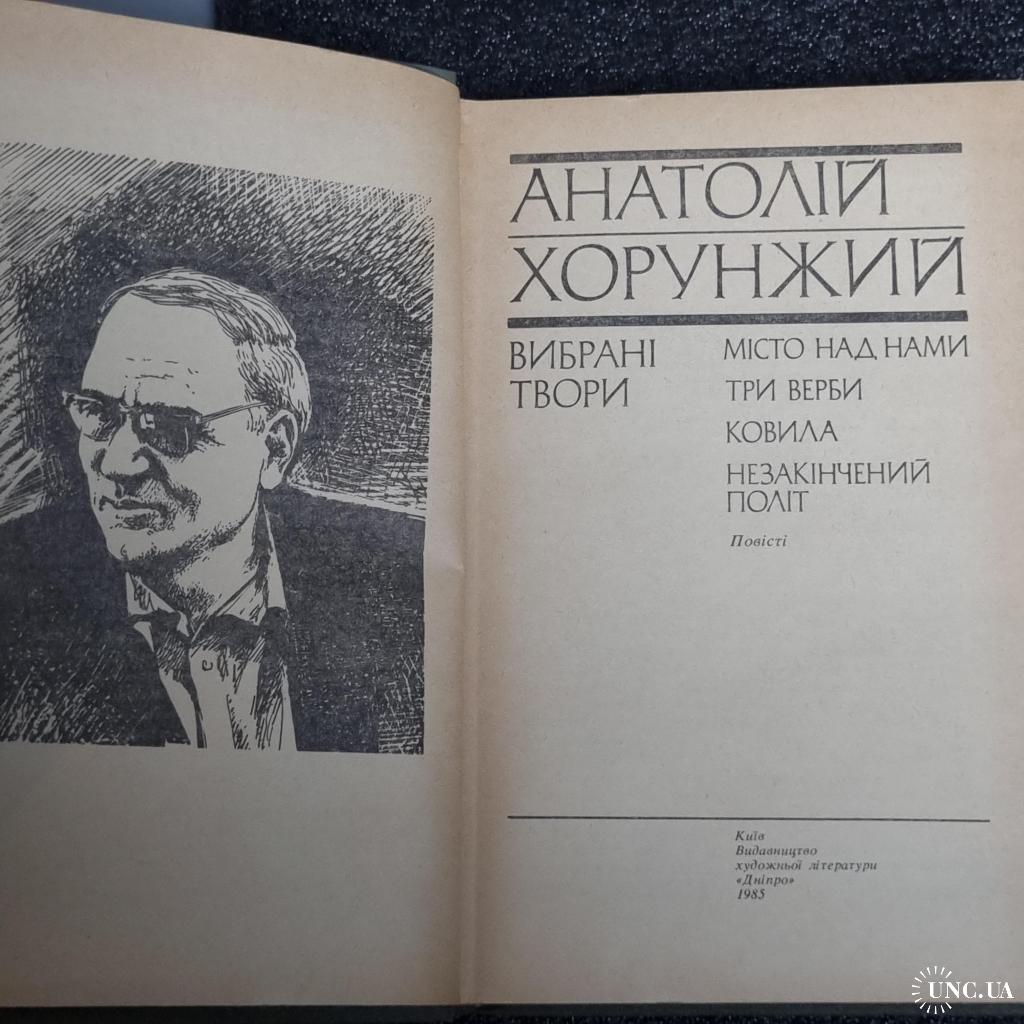 АНАТОЛІЙ
ХОРУНЖИЙ
ВИБРАНІ
ТВОРИ
МІСТО НАД НАМИ
ТРИ ВЕРБИ
КОВИЛА
НЕЗАКІНЧЕНИЙ
ПОЛІТ
Повісті
Київ
Видавництво
художньої літератури
«Дніпро»
1985
UNC.UA